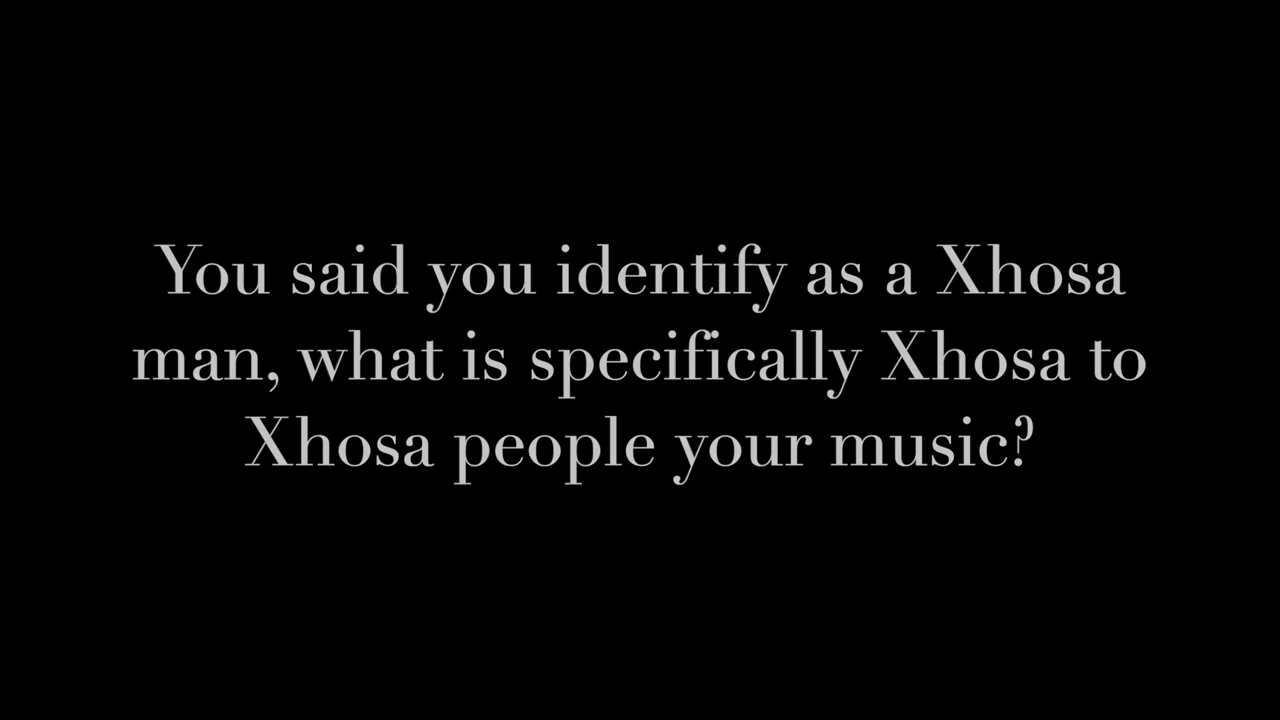 You said you identify as a Xhosa
man, what is specifically Xhosa to
Xhosa people your music?